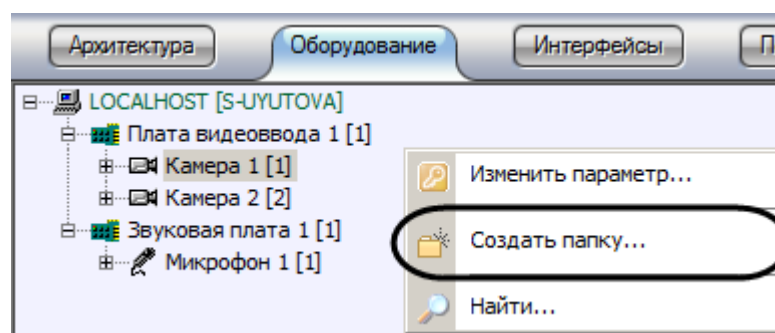 Архитектура Оборудование Интерфейсы П
LOCALHOST [S-UYUTOVA]
Плата видеоввода 1 [1]
Камера 1 [1]
Камера 2 [2]
Звуковая плата 1 [1]
Микрофон 1 [1]
Изменить параметр...
Создать папку...
Найти...